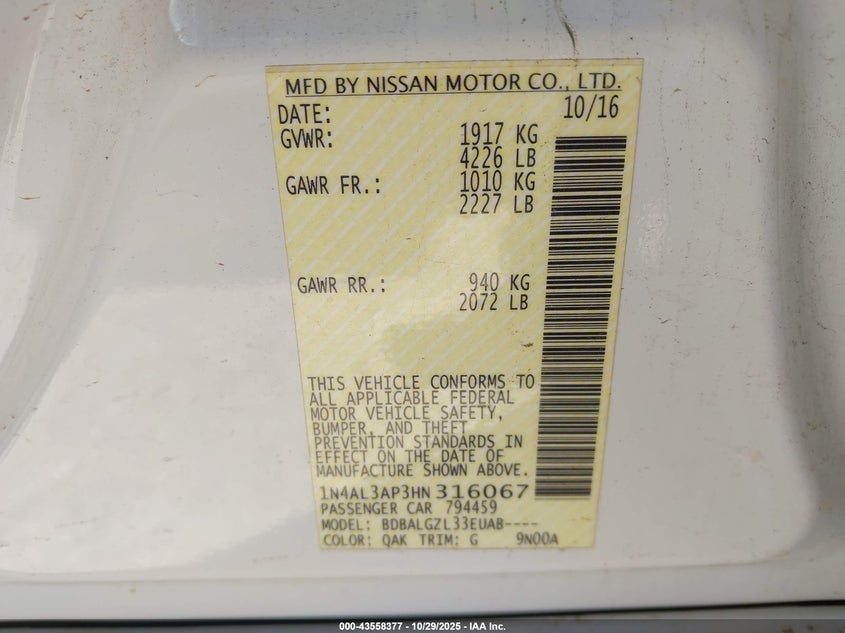 MFD BY NISSAN MOTOR CO., LTD.
DATE: 10/16
GVWR: 1917 KG
4226 LB
GAWR FR.: 1010 KG
2227 LB
GAWR RR.: 940 KG
2072 LB
THIS VEHICLE CONFORMS TO
ALL APPLICABLE FEDERAL
MOTOR VEHICLE SAFETY,
BUMPER, AND THEFT
PREVENTION STANDARDS IN
EFFECT ON THE DATE OF
MANUFACTURE SHOWN ABOVE.
1N4AL3AP3HN316067
PASSENGER CAR 794459
MODEL: BDBALGZL33EUAB----
COLOR: QAK TRIM: G 9N00A
000-43558377 - 10/29/2025 - IAA Inc.